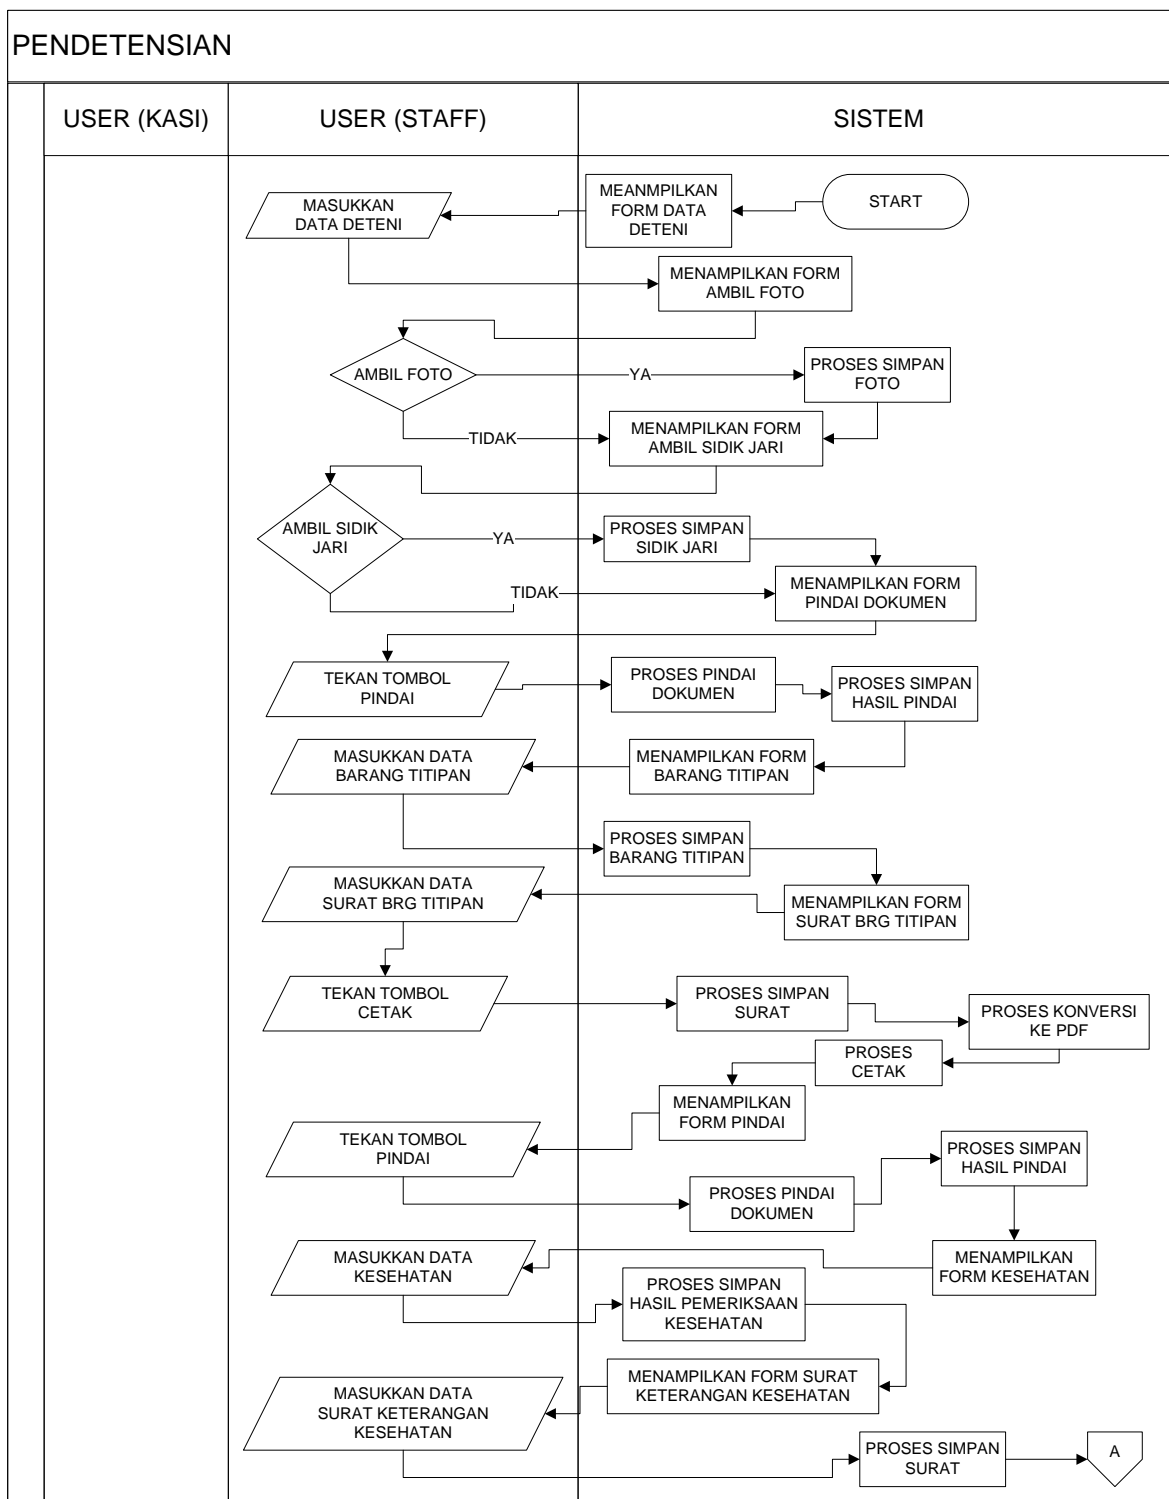 PENDETENSIAN
USER (KASI)
USER (STAFF)
SISTEM
START
MEANMPILKAN
FORM DATA
DETENI
MASUKKAN
DATA DETENI
MENAMPILKAN FORM
AMBIL FOTO
AMBIL FOTO
YA
PROSES SIMPAN
FOTO
TIDAK
MENAMPILKAN FORM
AMBIL SIDIK JARI
AMBIL SIDIK
JARI
YA
PROSES SIMPAN
SIDIK JARI
TIDAK
MENAMPILKAN FORM
PINDAI DOKUMEN
TEKAN TOMBOL
PINDAI
PROSES PINDAI
DOKUMEN
PROSES SIMPAN
HASIL PINDAI
MENAMPILKAN FORM
BARANG TITIPAN
MASUKKAN DATA
BARANG TITIPAN
PROSES SIMPAN
BARANG TITIPAN
MENAMPILKAN FORM
SURAT BRG TITIPAN
MASUKKAN DATA
SURAT BRG TITIPAN
TEKAN TOMBOL
CETAK
PROSES SIMPAN
SURAT
PROSES KONVERSI
KE PDF
PROSES
CETAK
MENAMPILKAN
FORM PINDAI
TEKAN TOMBOL
PINDAI
PROSES PINDAI
DOKUMEN
PROSES SIMPAN
HASIL PINDAI
MENAMPILKAN
FORM KESEHATAN
MASUKKAN DATA
KESEHATAN
PROSES SIMPAN
HASIL PEMERIKSAAN
KESEHATAN
MENAMPILKAN FORM SURAT
KETERANGAN KESEHATAN
MASUKKAN DATA
SURAT KETERANGAN
KESEHATAN
PROSES SIMPAN
SURAT
A